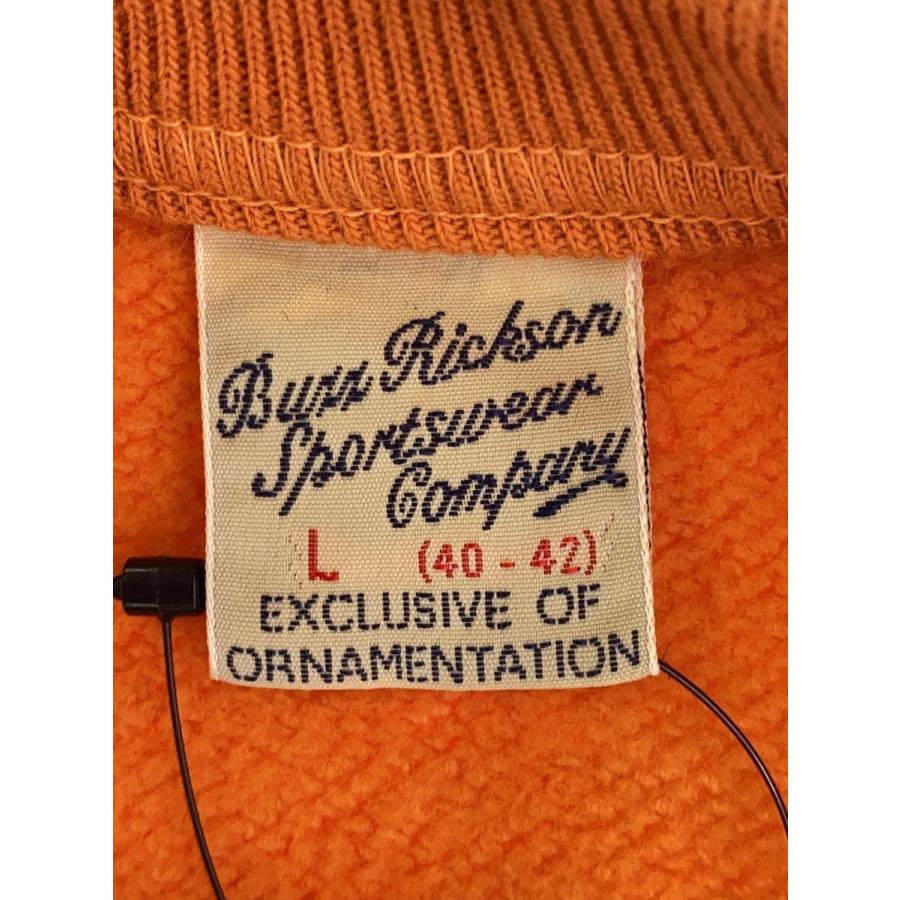 Buzz Rickson
Sportswear
Company
L (40 - 42)
EXCLUSIVE OF
ORNAMENTATION